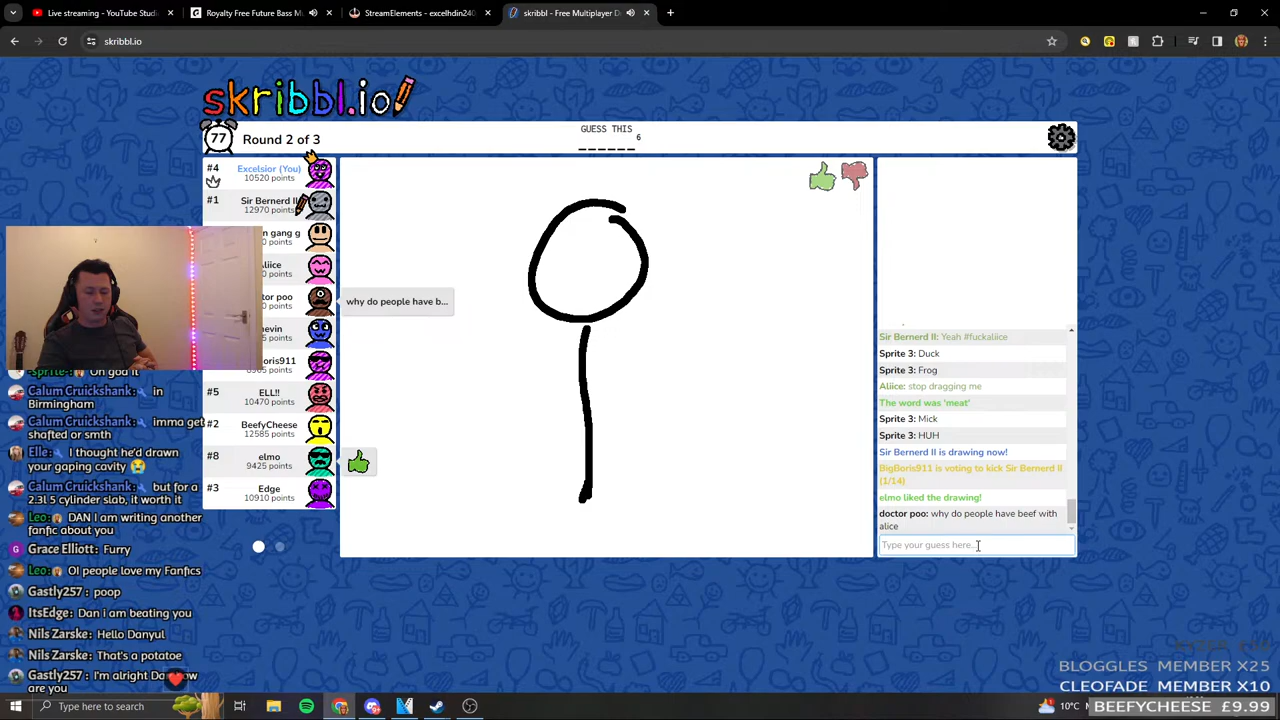 Live streaming - YouTube Studi
Royalty Free Future Bass M
StreamElements - excelhdin240
skribbl - Free Multiplayer D
skribbl.io
skribbl.io
77
Round 2 of 3
GUESS THIS
______ 6
#4
Excelsior (You)
10520 points
#1
Sir Bernerd II
12970 points
n gang g
points
liice
points
tor poo
points
nevin
points
oris911
points
#5
ELL!!
10470 points
#2
BeefyCheese
12585 points
#8
elmo
9425 points
#3
Edge
10910 points
why do people have b...
Sir Bernerd II: Yeah #fuckaliice
Sprite 3: Duck
Sprite 3: Frog
Aliice: stop dragging me
The word was 'meat'
Sprite 3: Mick
Sprite 3: HUH
Sir Bernerd II is drawing now!
BigBoris911 is voting to kick Sir Bernerd II
(1/14)
elmo liked the drawing!
doctor poo: why do people have beef with
alice
Type your guess here...
-sprite-: Oh god it
Calum Cruickshank: in
Birmingham
Calum Cruickshank: imma get
shafted or smth
Elle: I thought he'd drawn
your gaping cavity
Calum Cruickshank: but for a
2.3l 5 cylinder slab, it worth it
Leo: DAN I am writing another
fanfic about you
Grace Elliott: Furry
Leo: OI people love my Fanfics
Gastly257: poop
ItsEdge: Dan i am beating you
Nils Zarske: Hello Danyul
Nils Zarske: That's a potatoe
Gastly257: I'm alright Da
are you
BLOGGLES MEMBER X25
CLEOFADE MEMBER X10
BEEFYCHEESE £9.99
Type here to search
10°C